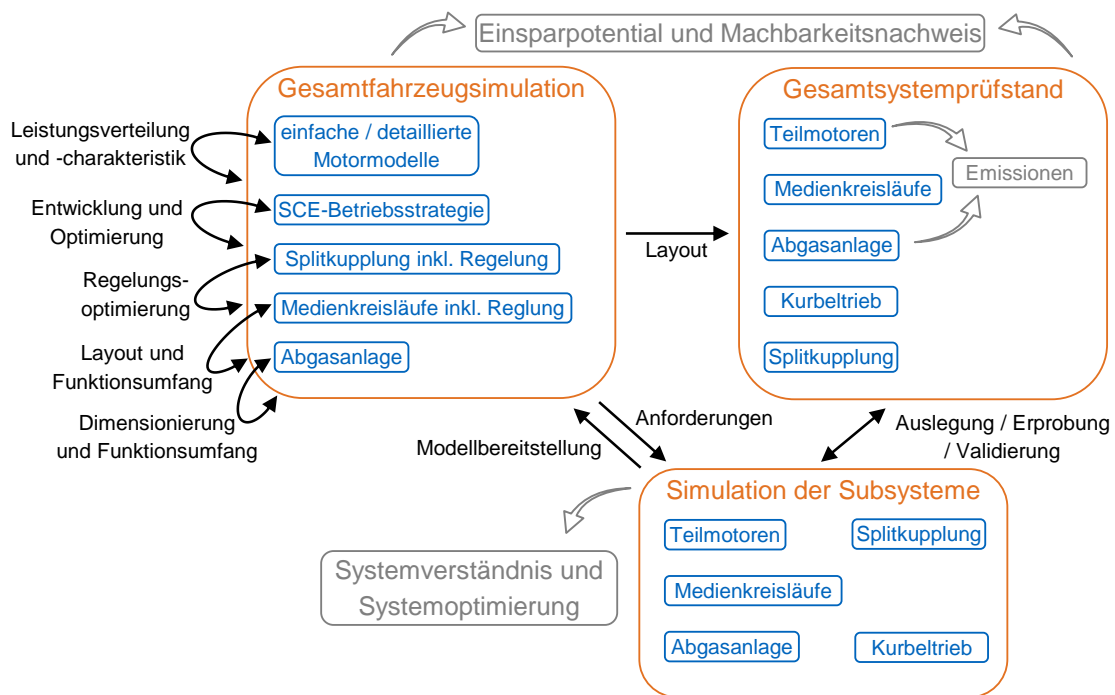 Einsparpotential und Machbarkeitsnachweis
Gesamtfahrzeugsimulation
Leistungsverteilung
und -charakteristik
einfache / detaillierte
Motormodelle
Entwicklung und
Optimierung
SCE-Betriebsstrategie
Regelungs-
optimierung
Splitkupplung inkl. Regelung
Medienkreisläufe inkl. Reglung
Layout und
Funktionsumfang
Abgasanlage
Dimensionierung
und Funktionsumfang
Layout
Gesamtsystemprüfstand
Teilmotoren
Emissionen
Medienkreisläufe
Abgasanlage
Kurbeltrieb
Splitkupplung
Anforderungen
Modellbereitstellung
Auslegung / Erprobung
/ Validierung
Simulation der Subsysteme
Teilmotoren
Splitkupplung
Medienkreisläufe
Abgasanlage
Kurbeltrieb
Systemverständnis und
Systemoptimierung